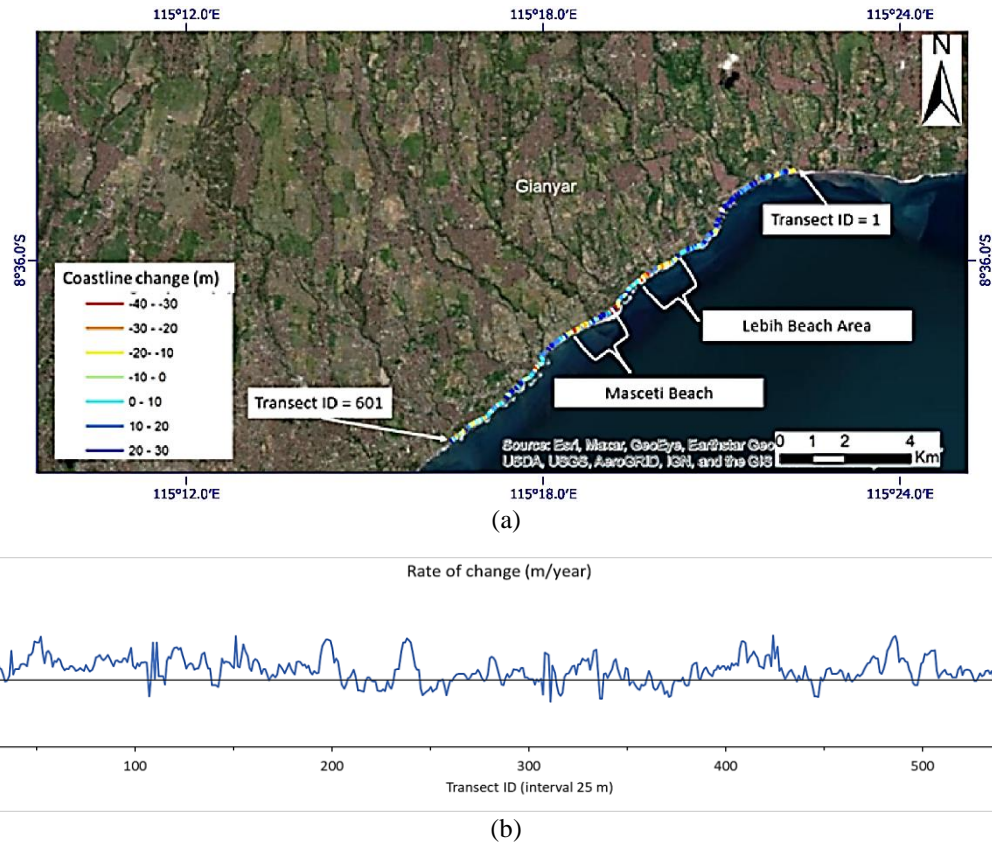 115°12.0'E 115°18.0'E 115°24.0'E
N
Gianyar
Transect ID = 1
8°36.0'S 8°36.0'S
Coastline change (m)
-40 - -30
-30 - -20
-20- -10
-10 - 0
0 - 10
10 - 20
20 - 30
Lebih Beach Area
Masceti Beach
Transect ID = 601
Source: Esri, Maxar, GeoEye, Earthstar Geo
USDA, USGS, AeroGRID, IGN, and the GIS
0 1 2 4
Km
115°12.0'E 115°18.0'E 115°24.0'E
(a)
Rate of change (m/year)
100 200 300 400 500
Transect ID (interval 25 m)
(b)